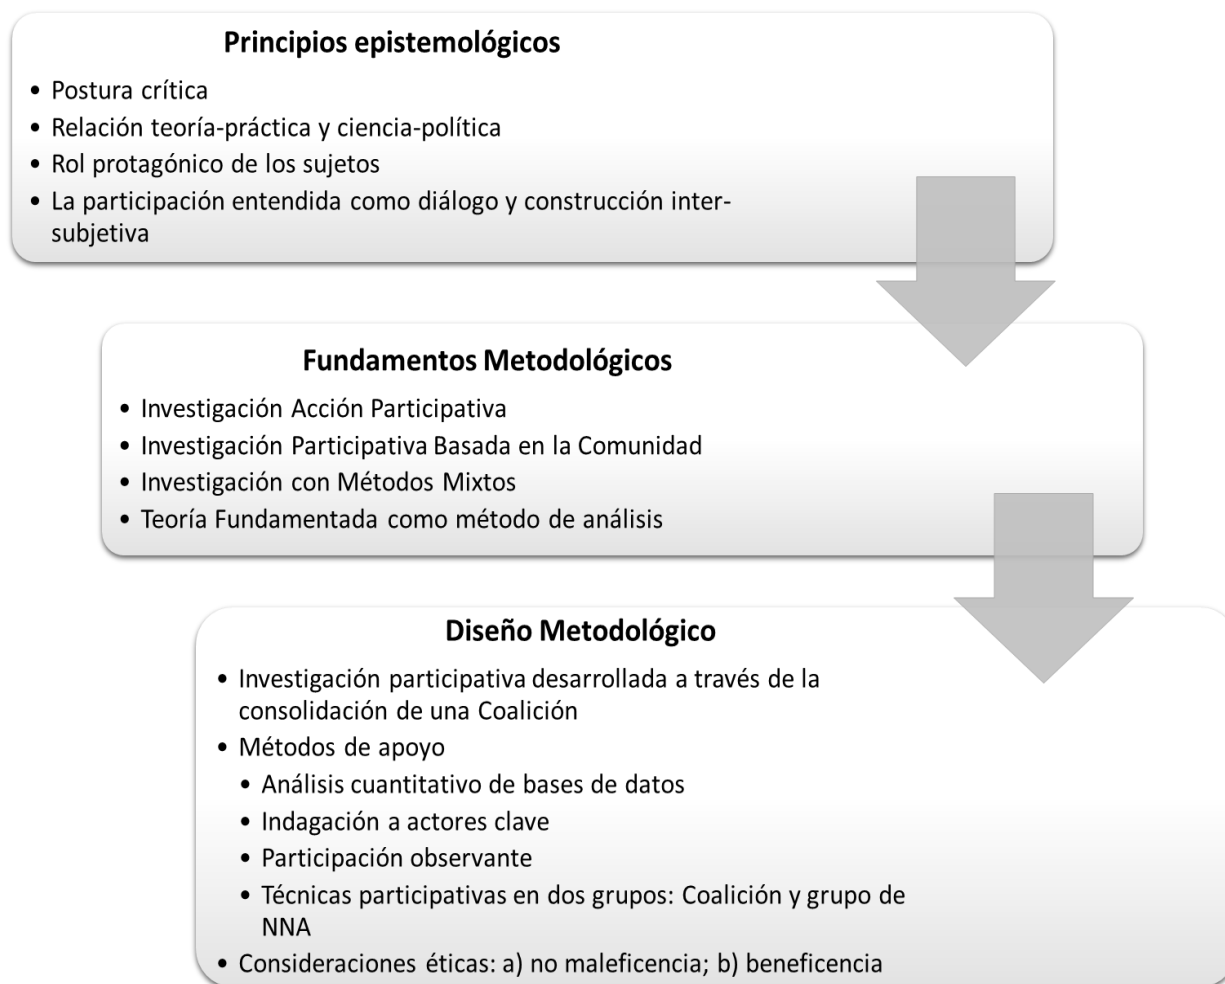 Principios epistemológicos
• Postura crítica
• Relación teoría-práctica y ciencia-política
• Rol protagónico de los sujetos
• La participación entendida como diálogo y construcción inter-
subjetiva
Fundamentos Metodológicos
• Investigación Acción Participativa
• Investigación Participativa Basada en la Comunidad
• Investigación con Métodos Mixtos
• Teoría Fundamentada como método de análisis
Diseño Metodológico
• Investigación participativa desarrollada a través de la
consolidación de una Coalición
• Métodos de apoyo
• Análisis cuantitativo de bases de datos
• Indagación a actores clave
• Participación observante
• Técnicas participativas en dos grupos: Coalición y grupo de
NNA
• Consideraciones éticas: a) no maleficencia; b) beneficencia